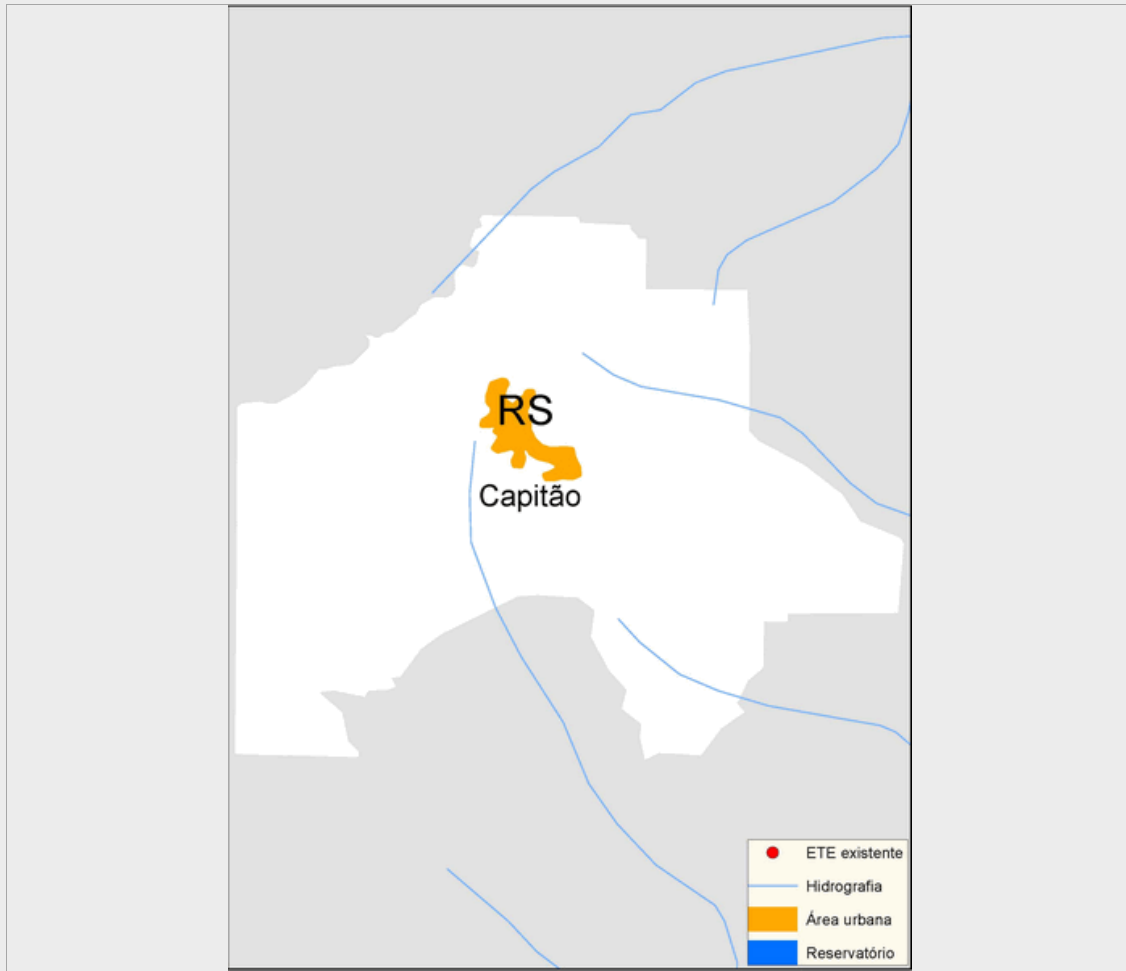 RS
Capitão
ETE existente
Hidrografia
Área urbana
Reservatório